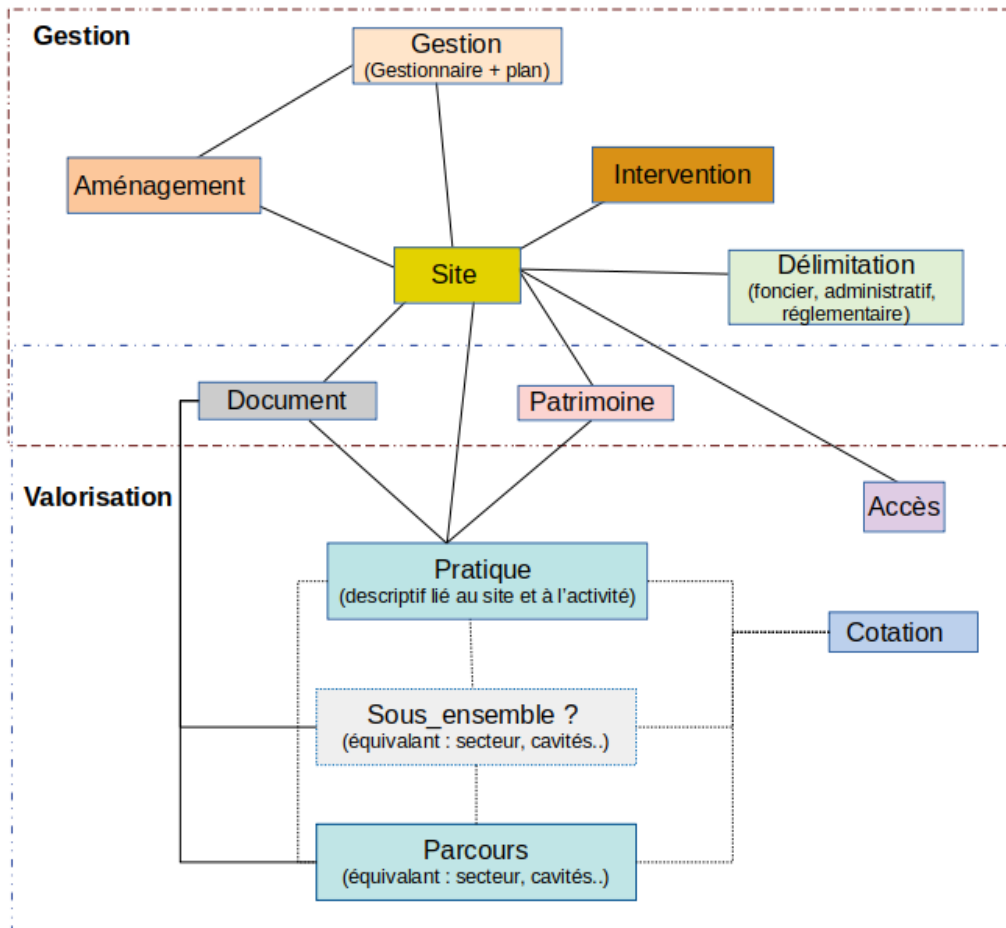 Gestion
Gestion
(Gestionnaire + plan)
Aménagement
Intervention
Site
Délimitation
(foncier, administratif,
réglementaire)
Document
Patrimoine
Valorisation
Accès
Pratique
(descriptif lié au site et à l'activité)
Cotation
Sous_ensemble ?
(équivalant : secteur, cavités..)
Parcours
(équivalant : secteur, cavités..)